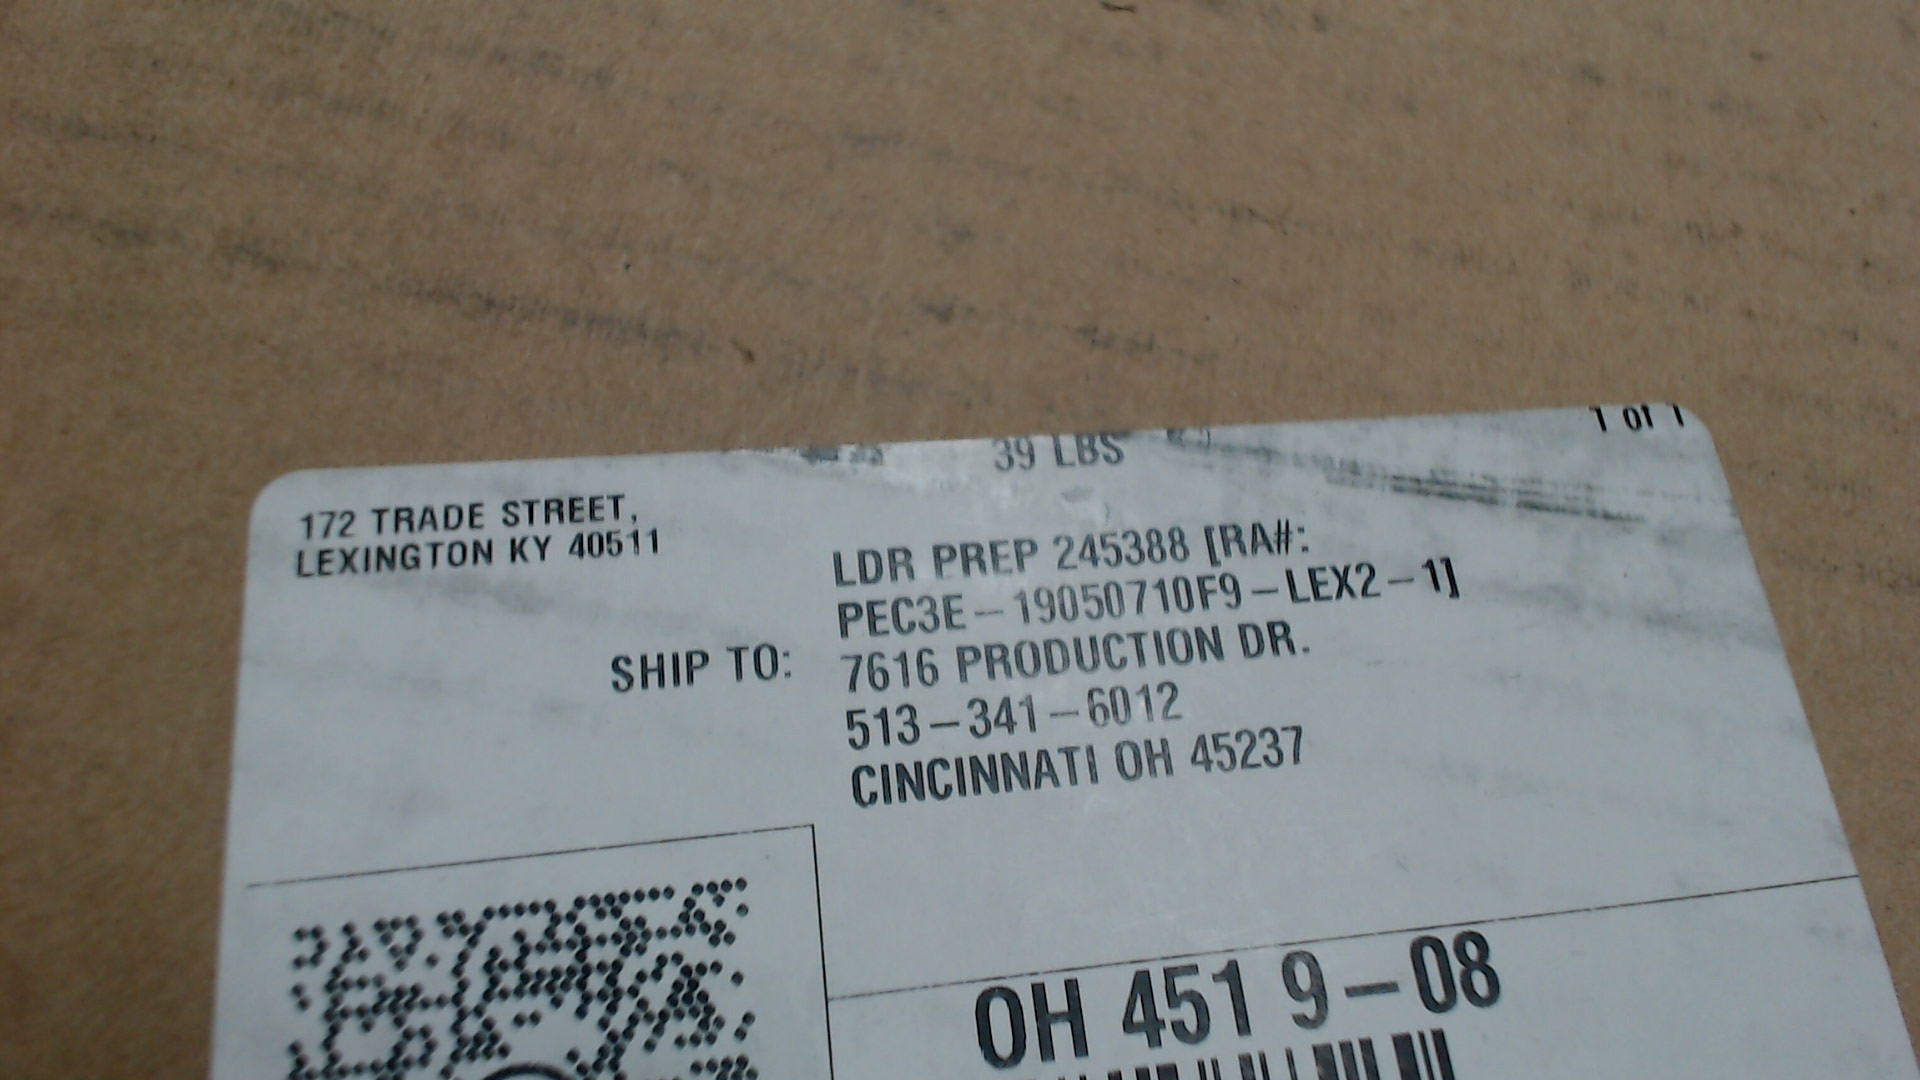 1 of 1
39 LBS
172 TRADE STREET,
LEXINGTON KY 40511
SHIP TO:
LDR PREP 245388 [RA#:
PEC3E-19050710F9-LEX2-1]
7616 PRODUCTION DR.
513-341-6012
CINCINNATI OH 45237
OH 451 9-08